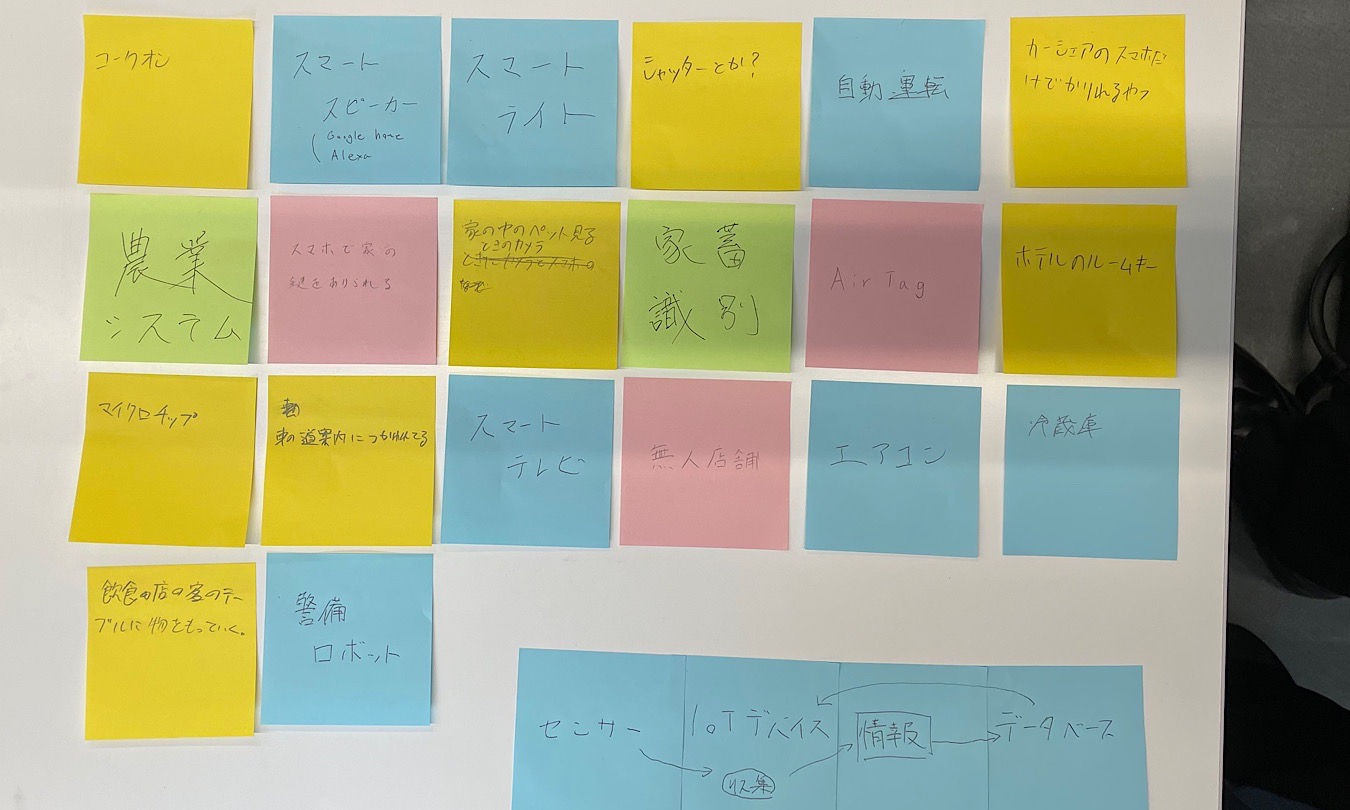 コークオン
スマート
スピーカー
Google home
Alexa
スマート
ライト
シャッターとか?
自動運転
カーシェアのスマホだ
けでかりれるやつ
農業
システム
スマホで家の
鍵をあけられる
家の中のペット見る
ときのカメラ
家畜
識別
Air Tag
ホテルのルームキー
マイクロチップ
車の道案内につかわれてる
スマート
テレビ
無人店舗
エアコン
冷蔵庫
飲食の店の客のテー
ブルに物をもっていく。
警備
ロボット
センサー
IoTデバイス
情報
データベース
収集